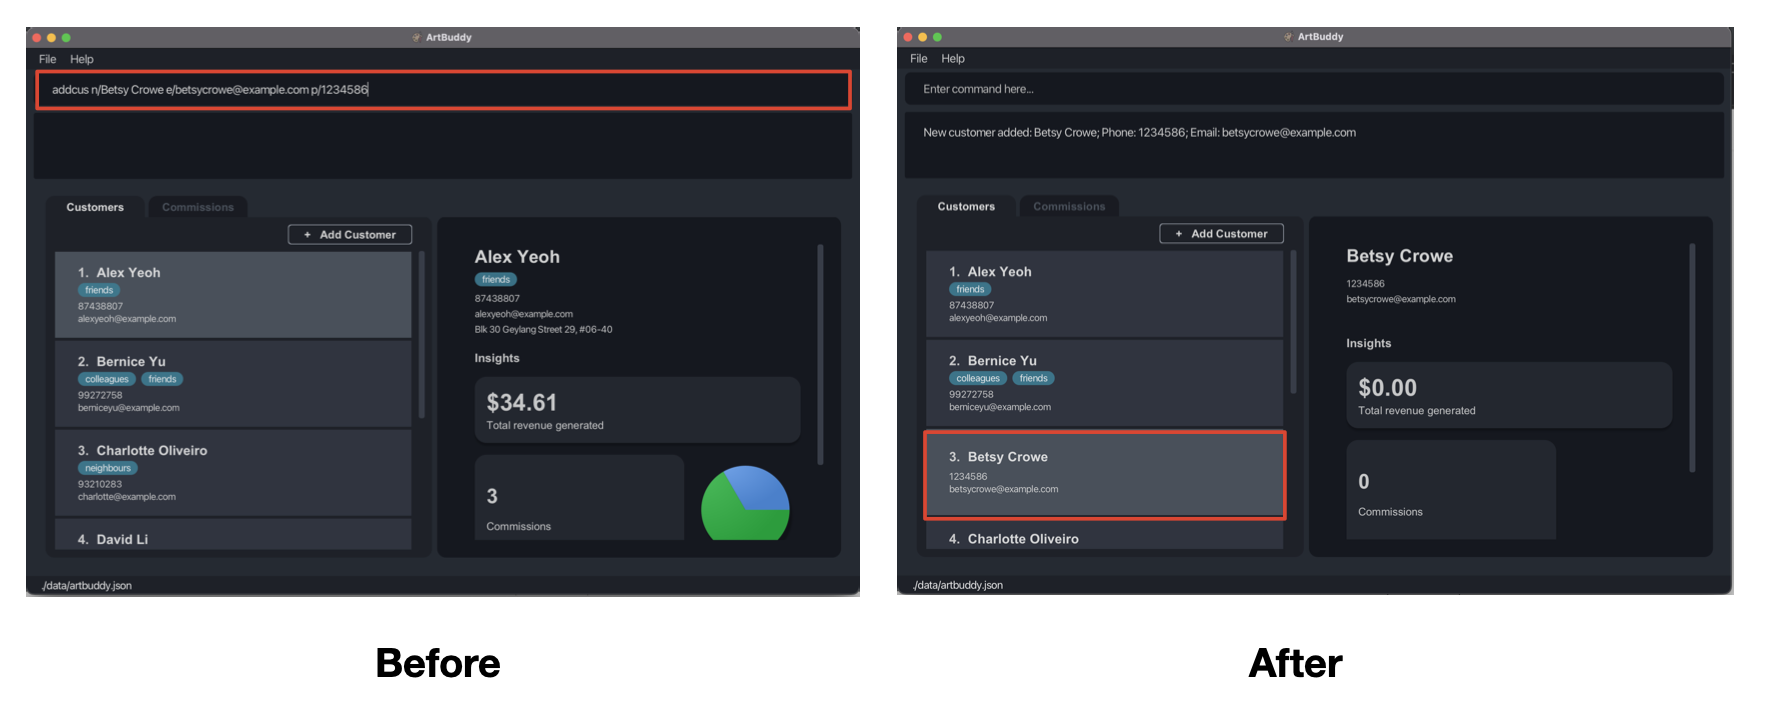 ArtBuddy
File Help
addcus n/Betsy Crowe e/betsycrowe@example.com p/1234586
Customers Commissions
+ Add Customer
1. Alex Yeoh
friends
87438807
alexyeoh@example.com
2. Bernice Yu
colleagues friends
99272758
berniceyu@example.com
3. Charlotte Oliveiro
neighbours
93210283
charlotte@example.com
4. David Li
Alex Yeoh
friends
87438807
alexyeoh@example.com
Blk 30 Geylang Street 29, #06-40
Insights
$34.61
Total revenue generated
3
Commissions
./data/artbuddy.json
Before
ArtBuddy
File Help
Enter command here...
New customer added: Betsy Crowe; Phone: 1234586; Email: betsycrowe@example.com
Customers Commissions
+ Add Customer
1. Alex Yeoh
friends
87438807
alexyeoh@example.com
2. Bernice Yu
colleagues friends
99272758
berniceyu@example.com
3. Betsy Crowe
1234586
betsycrowe@example.com
4. Charlotte Oliveiro
Betsy Crowe
1234586
betsycrowe@example.com
Insights
$0.00
Total revenue generated
0
Commissions
./data/artbuddy.json
After